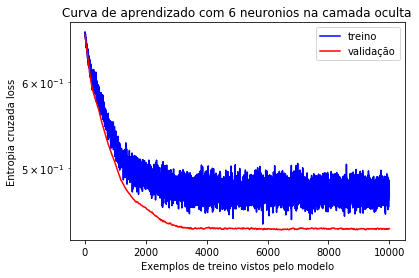 Curva de aprendizado com 6 neuronios na camada oculta
treino
validação
6 × 10⁻¹
5 × 10⁻¹
Entropia cruzada loss
0 2000 4000 6000 8000 10000
Exemplos de treino vistos pelo modelo